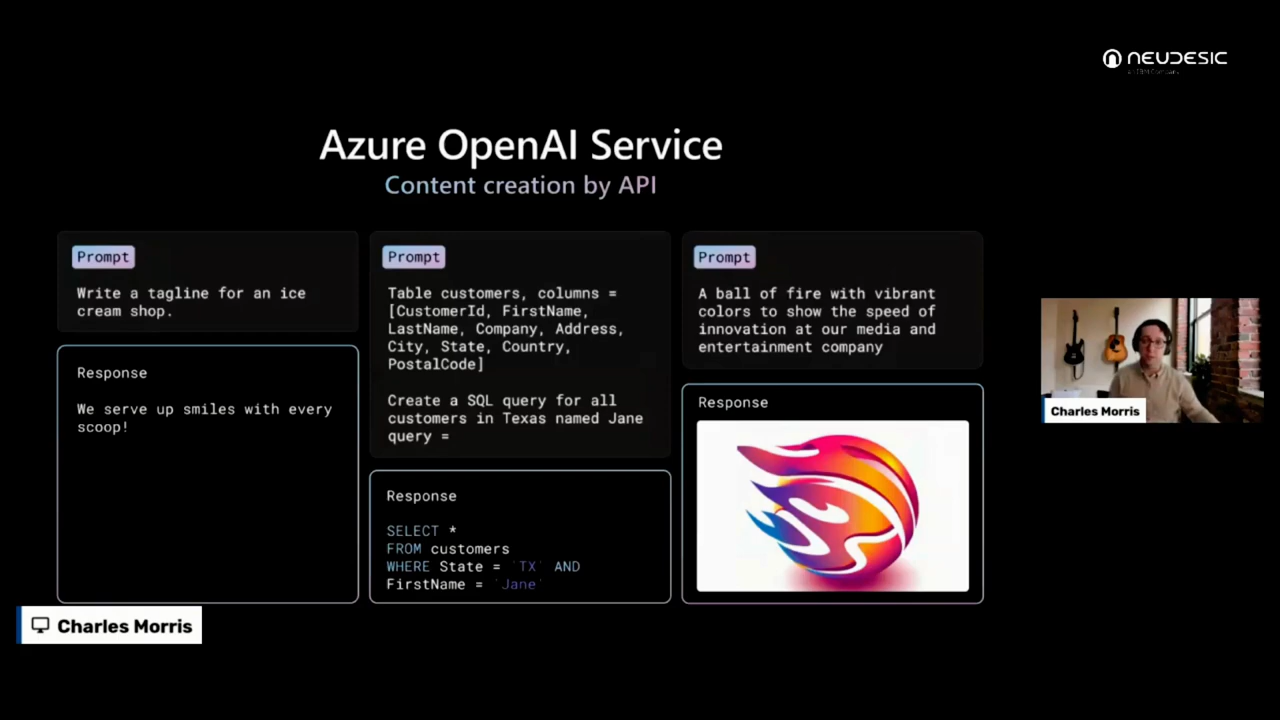 NEUDESIC
an IBM Company
Azure OpenAI Service
Content creation by API
Prompt
Write a tagline for an ice
cream shop.
Response
We serve up smiles with every
scoop!
Prompt
Table customers, columns =
[CustomerId, FirstName,
LastName, Company, Address,
City, State, Country,
PostalCode]
Create a SQL query for all
customers in Texas named Jane
query =
Response
SELECT *
FROM customers
WHERE State = 'TX' AND
FirstName = 'Jane'
Prompt
A ball of fire with vibrant
colors to show the speed of
innovation at our media and
entertainment company
Response
Charles Morris
Charles Morris